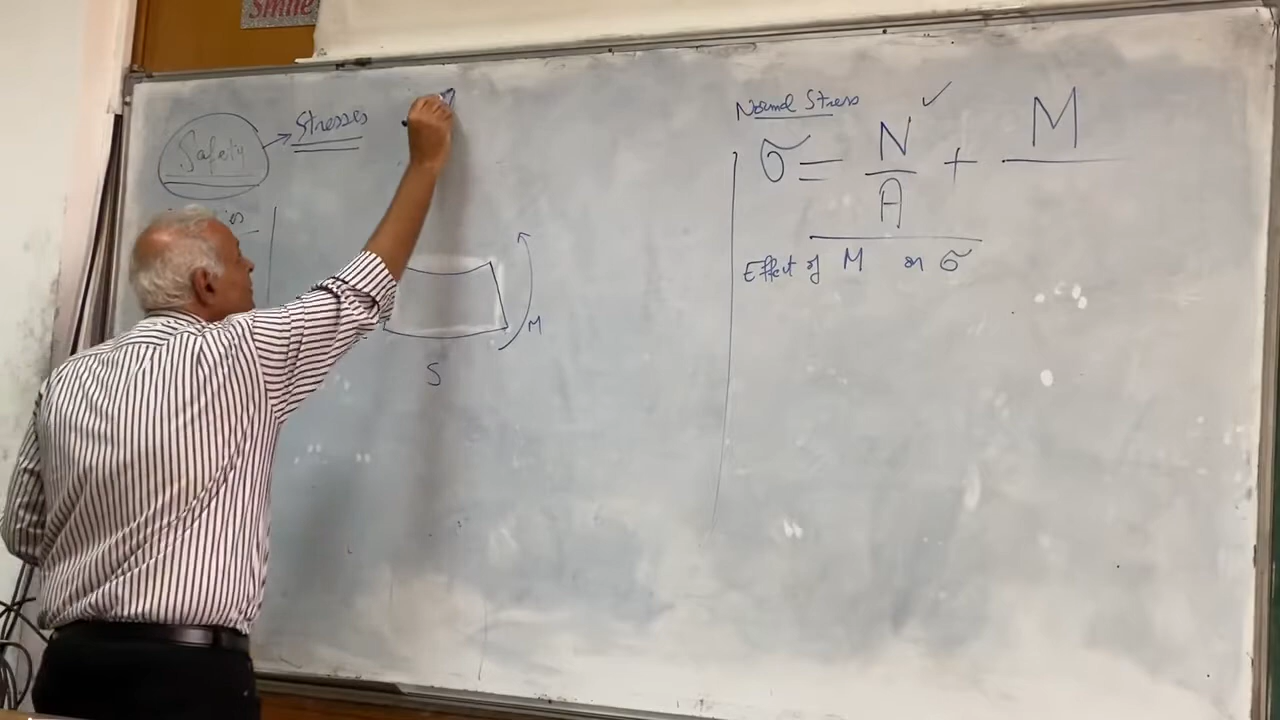 Smile
Safety
Stresses
M
S
Normal Stress ✓
σ = N/A + M
Effect of M on σ